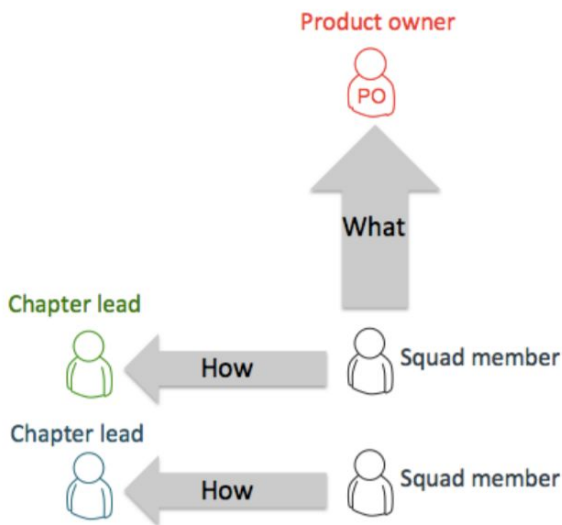 Product owner
PO
What
Chapter lead
How
Squad member
Chapter lead
How
Squad member